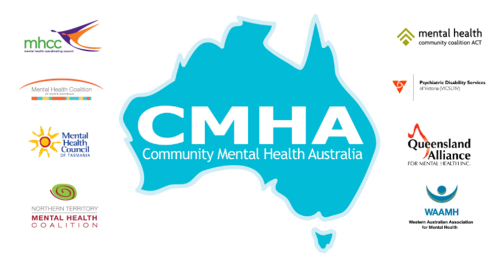 mhcc
mental health coordinating council
Mental Health Coalition
Mental
Health
Council
OF TASMANIA
NORTHERN TERRITORY
MENTAL HEALTH
COALITION
CMHA
Community Mental Health Australia
mental health
community coalition ACT
Psychiatric Disability Services
of Victoria (VICSERV)
Queensland
Alliance
FOR MENTAL HEALTH INC.
WAAMH
Western Australian Association
for Mental Health